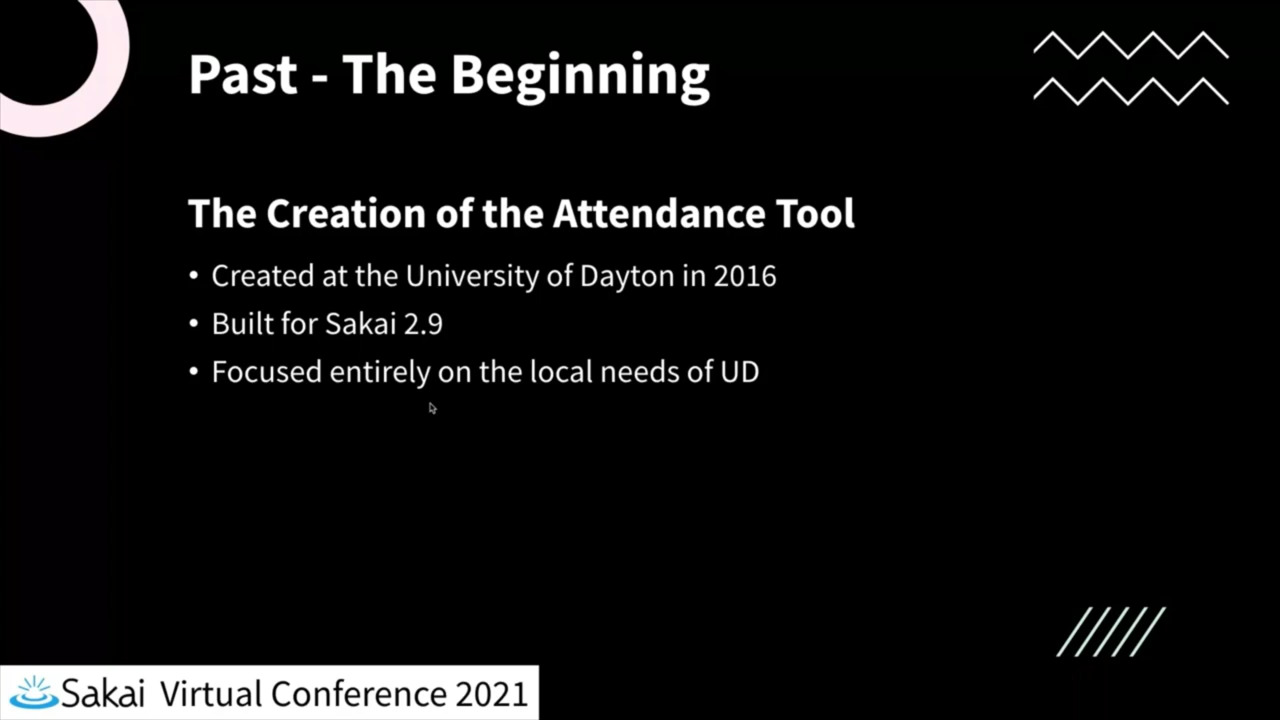 Past - The Beginning
The Creation of the Attendance Tool
• Created at the University of Dayton in 2016
• Built for Sakai 2.9
• Focused entirely on the local needs of UD
Sakai Virtual Conference 2021